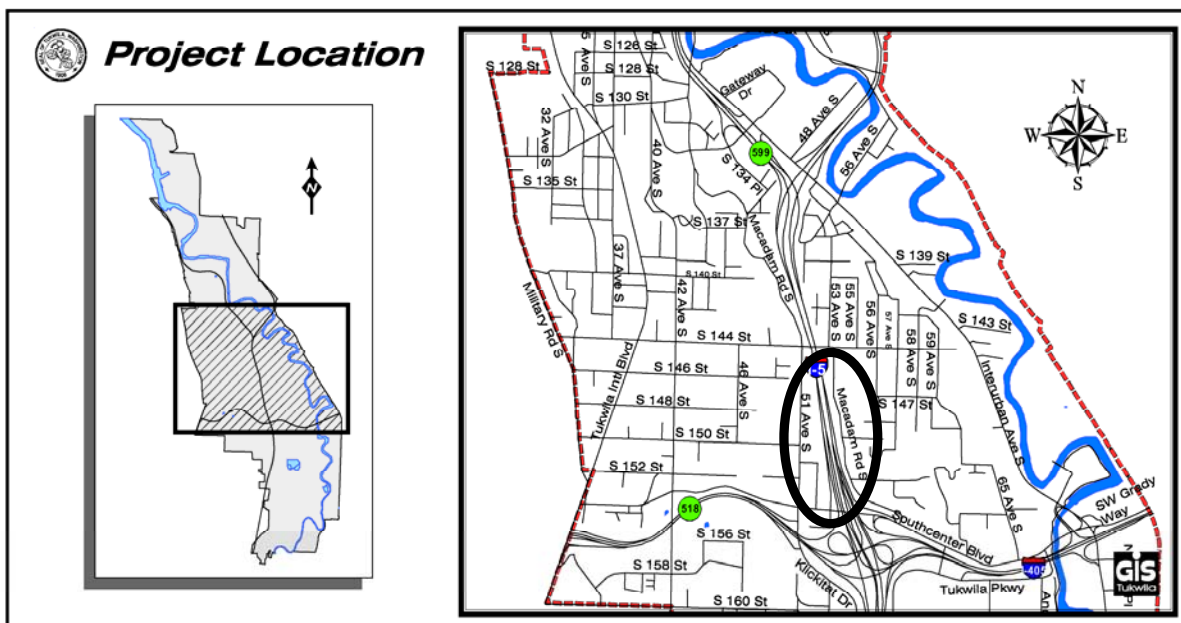 Project Location
SEAL OF TUKWILA, WASHINGTON
1908
N
S 126 St
S 128 St
S 128 St
S 130 St
Gateway
Dr
32 Ave S
40 Ave S
48 Ave S
56 Ave S
599
S 134 Pl
S 135 St
S 137 St
Macadam Rd S
S 139 St
S 140 St
37 Ave S
42 Ave S
Military Rd S
53 Ave S
55 Ave S
56 Ave S
57 Ave S
58 Ave S
59 Ave S
S 143 St
S 144 St
S 146 St
46 Ave S
-5
Tukwila Intl Blvd
S 148 St
51 Ave S
Macadam Rd S
S 147 St
Interurban Ave S
S 150 St
S 152 St
65 Ave S
SW Grady
Way
518
S 156 St
Southcenter Blvd
S 158 St
Klickitat Dr
-405
Tukwila Pkwy
S 160 St
N
W
E
S
GIS
Tukwila